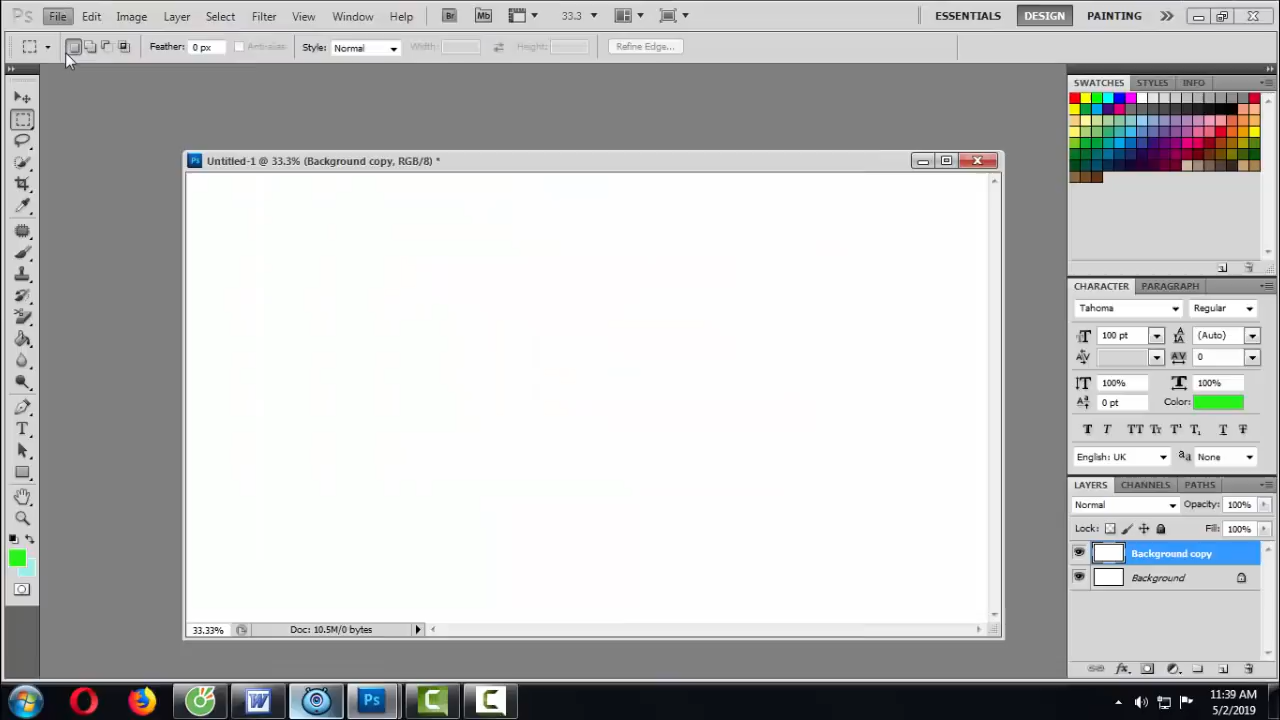 Ps File Edit Image Layer Select Filter View Window Help Br Mb 33.3 ESSENTIALS DESIGN PAINTING
Feather: 0 px Anti-alias Style: Normal Width: Height: Refine Edge...
SWATCHES STYLES INFO
Ps Untitled-1 @ 33.3% (Background copy, RGB/8) *
CHARACTER PARAGRAPH
Tahoma Regular
100 pt (Auto)
0
100% 100%
0 pt Color:
English: UK aa None
LAYERS CHANNELS PATHS
Normal Opacity: 100%
Lock: Fill: 100%
Background copy
Background
33.33% Doc: 10.5M/0 bytes
11:39 AM
5/2/2019